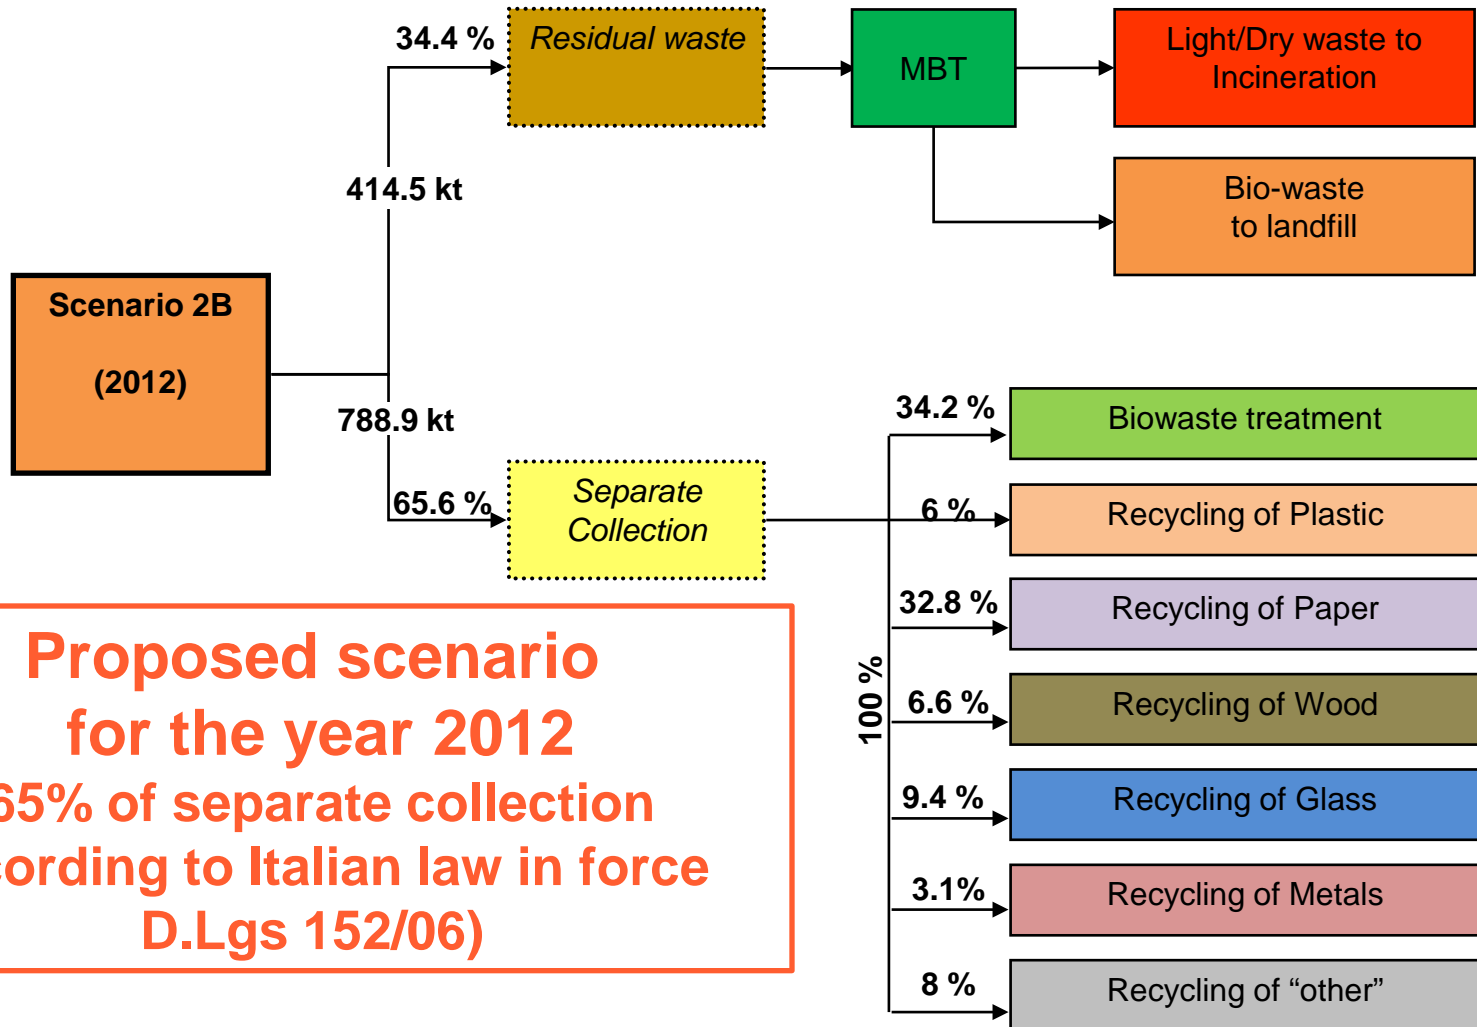 34.4 %
Residual waste
MBT
Light/Dry waste to
Incineration
414.5 kt
Bio-waste
to landfill
Scenario 2B
(2012)
788.9 kt
65.6 %
Separate
Collection
34.2 %
Biowaste treatment
6 %
Recycling of Plastic
32.8 %
Recycling of Paper
100 %
6.6 %
Recycling of Wood
9.4 %
Recycling of Glass
3.1%
Recycling of Metals
8 %
Recycling of “other”
Proposed scenario
for the year 2012
65% of separate collection
cording to Italian law in force
D.Lgs 152/06)